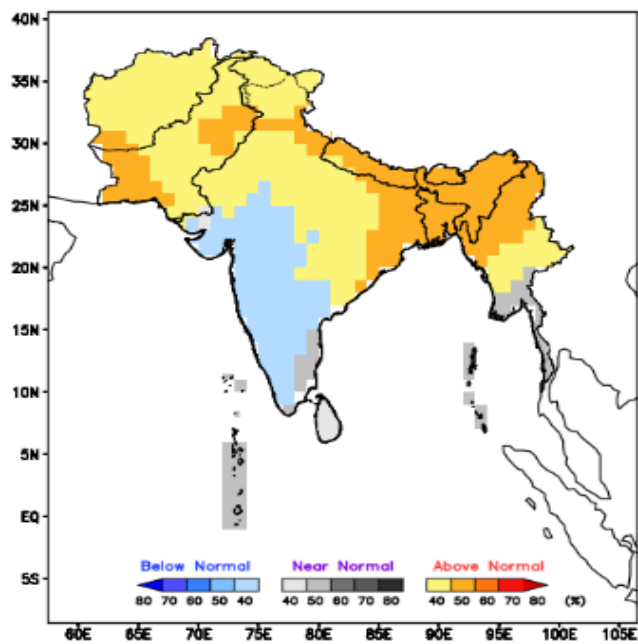 40N
35N
30N
25N
20N
15N
10N
5N
EQ
5S
Below Normal Near Normal Above Normal
80 70 60 50 40 40 50 60 70 80 40 50 60 70 80 (%)
60E 65E 70E 75E 80E 85E 90E 95E 100E 105E